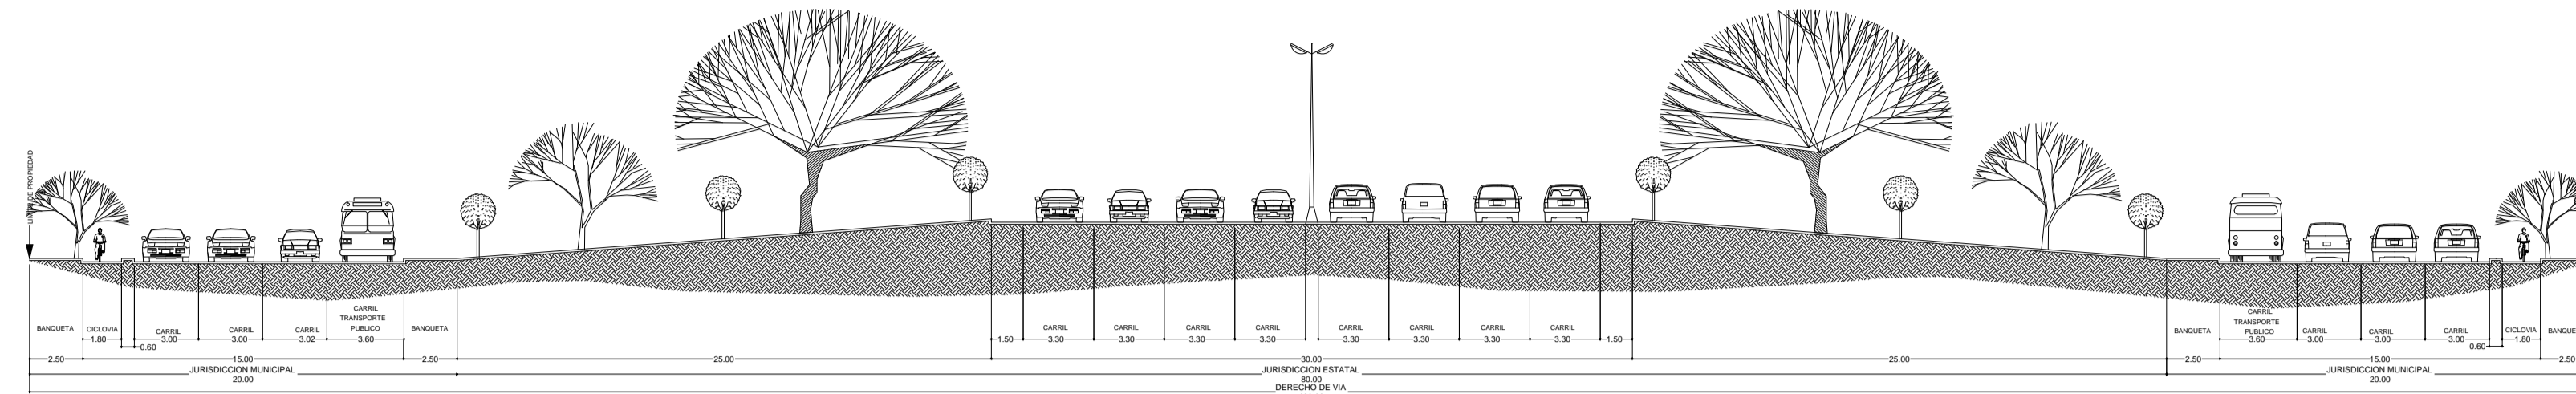 LIMITE DE PROPIEDAD
BANQUETA
CICLOVIA
CARRIL
CARRIL
CARRIL
CARRIL
TRANSPORTE
PUBLICO
BANQUETA
CARRIL
CARRIL
CARRIL
CARRIL
CARRIL
CARRIL
CARRIL
CARRIL
BANQUETA
CARRIL
TRANSPORTE
PUBLICO
CARRIL
CARRIL
CARRIL
CICLOVIA
BANQUE
1.80
0.60
3.00
3.00
3.02
3.60
1.50
3.30
3.30
3.30
3.30
3.30
3.30
3.30
3.30
1.50
3.60
3.00
3.00
3.00
0.60
1.80
2.50
15.00
2.50
25.00
30.00
25.00
2.50
15.00
2.50
JURISDICCION MUNICIPAL
20.00
JURISDICCION ESTATAL
80.00
JURISDICCION MUNICIPAL
20.00
DERECHO DE VIA